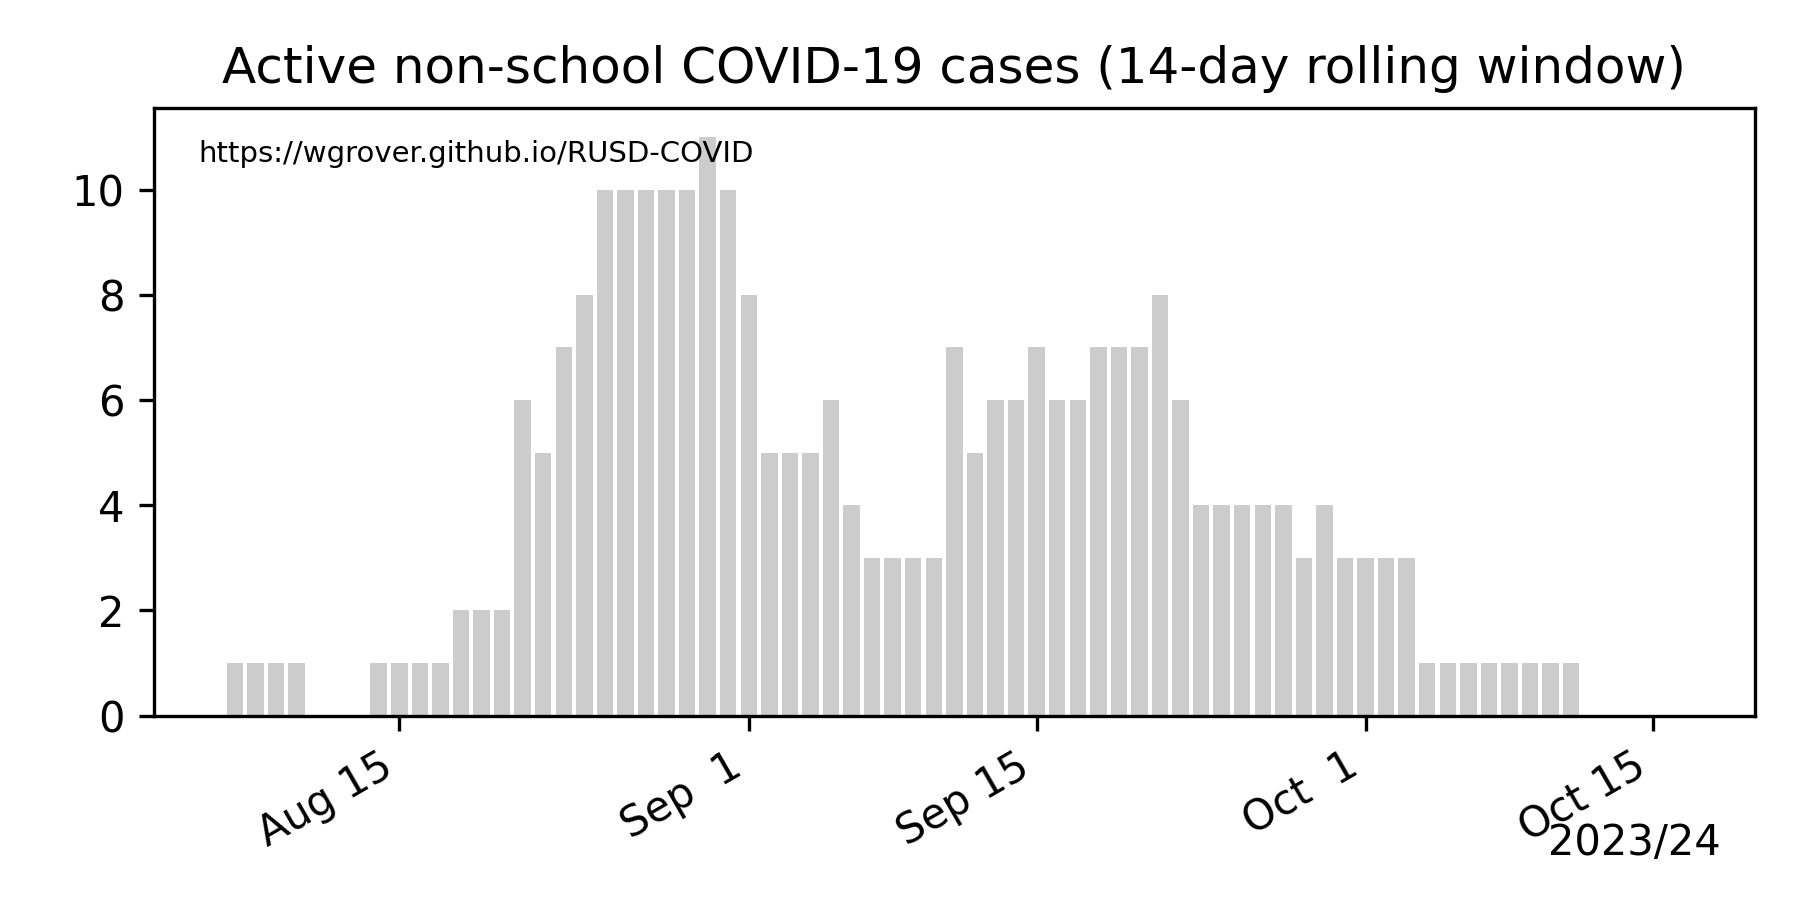 Active non-school COVID-19 cases (14-day rolling window)
https://wgrover.github.io/RUSD-COVID
10
8
6
4
2
0
Aug 15
Sep  1
Sep 15
Oct  1
Oct 15
2023/24